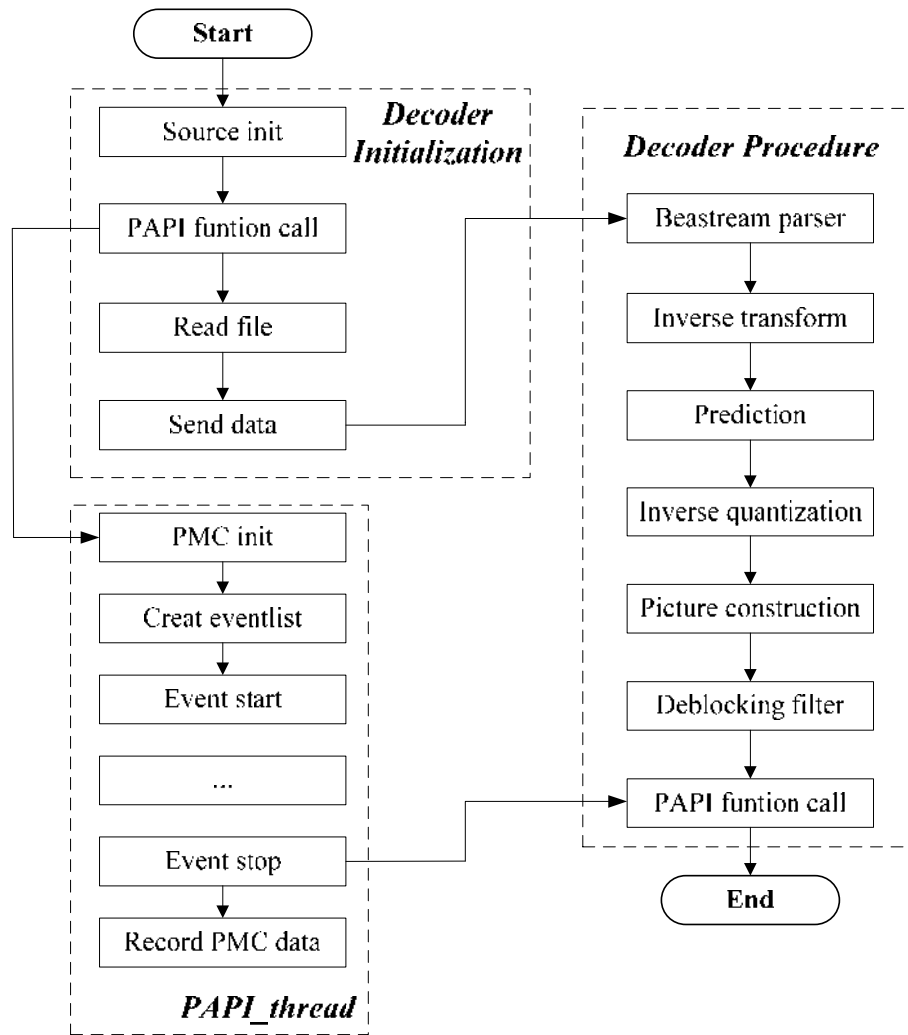 Start
Decoder
Initialization
Source init
PAPI funtion call
Read file
Send data
PMC init
Creat eventlist
Event start
...
Event stop
Record PMC data
PAPI_thread
Decoder Procedure
Beastream parser
Inverse transform
Prediction
Inverse quantization
Picture construction
Deblocking filter
PAPI funtion call
End